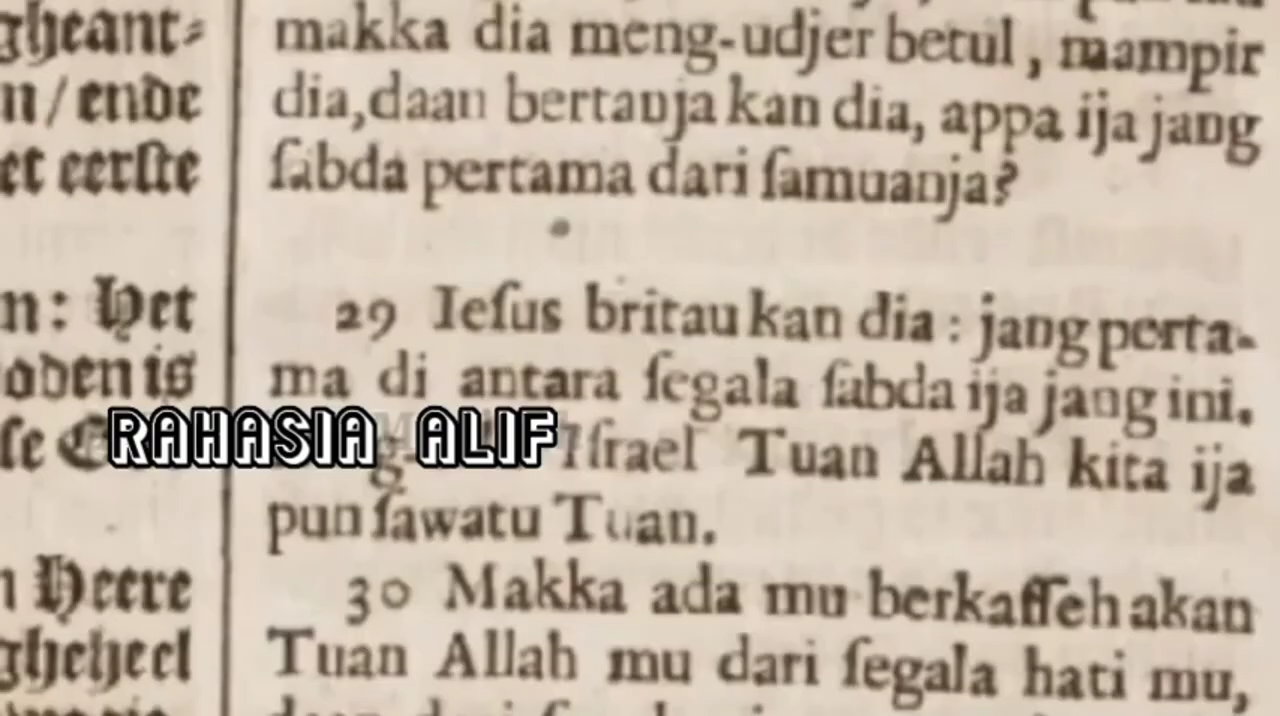 gheant-
n / ende
et eerste
n: Het
oden is
se
n Heere
gheheel
makka dia meng-udjer betul, mampir
dia, daan bertanja kan dia, appa ija jang
ſabda pertama dari ſamuanja?
29 Ieſus britau kan dia: jang perta-
ma di antara ſegala ſabda ija jang ini.
RAHASIA ALIF
Iſrael Tuan Allah kita ija
pun ſawatu Tuan.
30 Makka ada mu berkaſſeh akan
Tuan Allah mu dari ſegala hati mu,